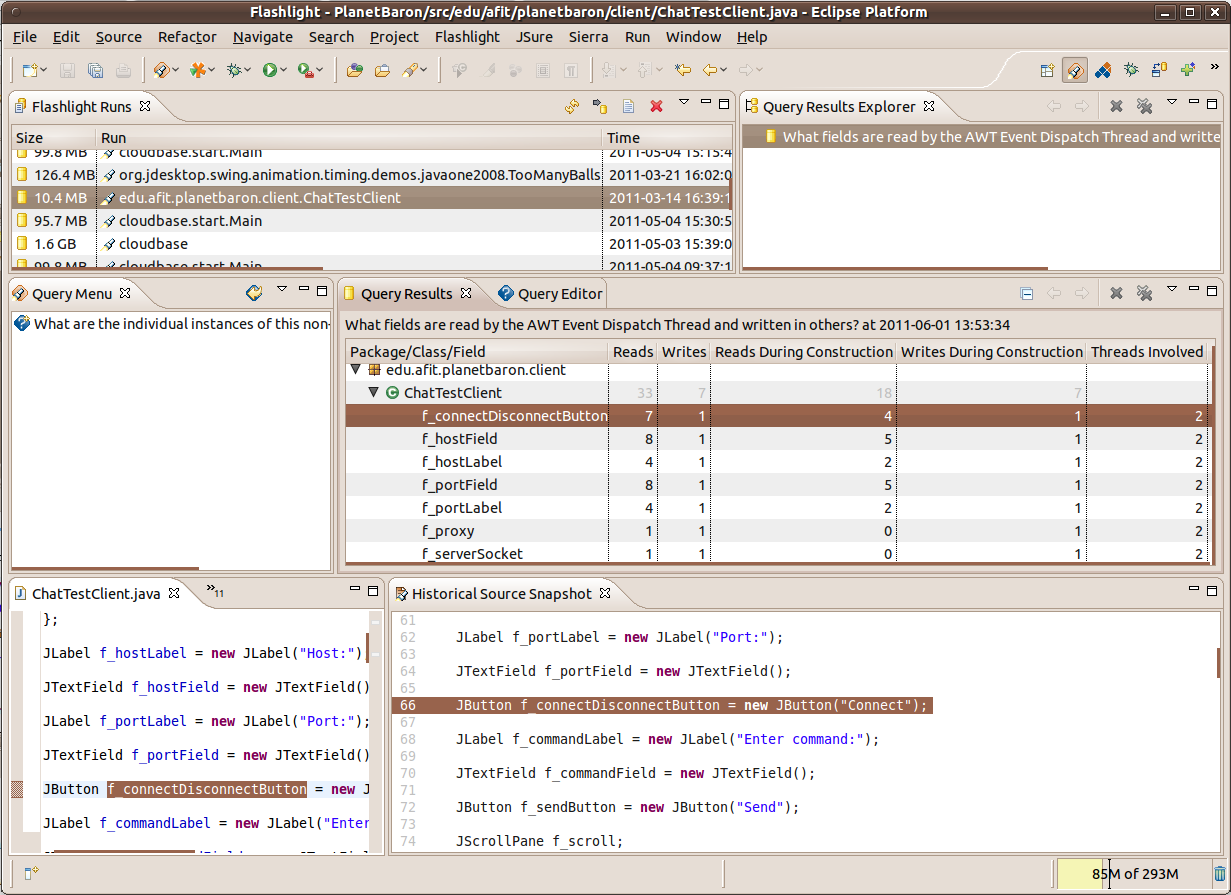 Flashlight - PlanetBaron/src/edu/afit/planetbaron/client/ChatTestClient.java - Eclipse Platform
File Edit Source Refactor Navigate Search Project Flashlight JSure Sierra Run Window Help
Flashlight Runs
Size Run Time
99.8 MB cloudbase.start.Main 2011-05-04 15:15:4
126.4 MB org.jdesktop.swing.animation.timing.demos.javaone2008.TooManyBalls 2011-03-21 16:02:0
10.4 MB edu.afit.planetbaron.client.ChatTestClient 2011-03-14 16:39:1
95.7 MB cloudbase.start.Main 2011-05-04 15:30:5
1.6 GB cloudbase 2011-05-03 15:39:0
99.8 MB cloudbase.start.Main 2011-05-04 09:37:1
Query Results Explorer
What fields are read by the AWT Event Dispatch Thread and writte
Query Menu
What are the individual instances of this non-
Query Results Query Editor
What fields are read by the AWT Event Dispatch Thread and written in others? at 2011-06-01 13:53:34
Package/Class/Field Reads Writes Reads During Construction Writes During Construction Threads Involved
edu.afit.planetbaron.client
ChatTestClient 33 7 18 7
f_connectDisconnectButton 7 1 4 1 2
f_hostField 8 1 5 1 2
f_hostLabel 4 1 2 1 2
f_portField 8 1 5 1 2
f_portLabel 4 1 2 1 2
f_proxy 1 1 0 1 2
f_serverSocket 1 1 0 1 2
ChatTestClient.java »11
};
JLabel f_hostLabel = new JLabel("Host:")
JTextField f_hostField = new JTextField()
JLabel f_portLabel = new JLabel("Port:");
JTextField f_portField = new JTextField()
JButton f_connectDisconnectButton = new J
JLabel f_commandLabel = new JLabel("Enter
Historical Source Snapshot
61
62 JLabel f_portLabel = new JLabel("Port:");
63
64 JTextField f_portField = new JTextField();
65
66 JButton f_connectDisconnectButton = new JButton("Connect");
67
68 JLabel f_commandLabel = new JLabel("Enter command:");
69
70 JTextField f_commandField = new JTextField();
71
72 JButton f_sendButton = new JButton("Send");
73
74 JScrollPane f_scroll;
85M of 293M